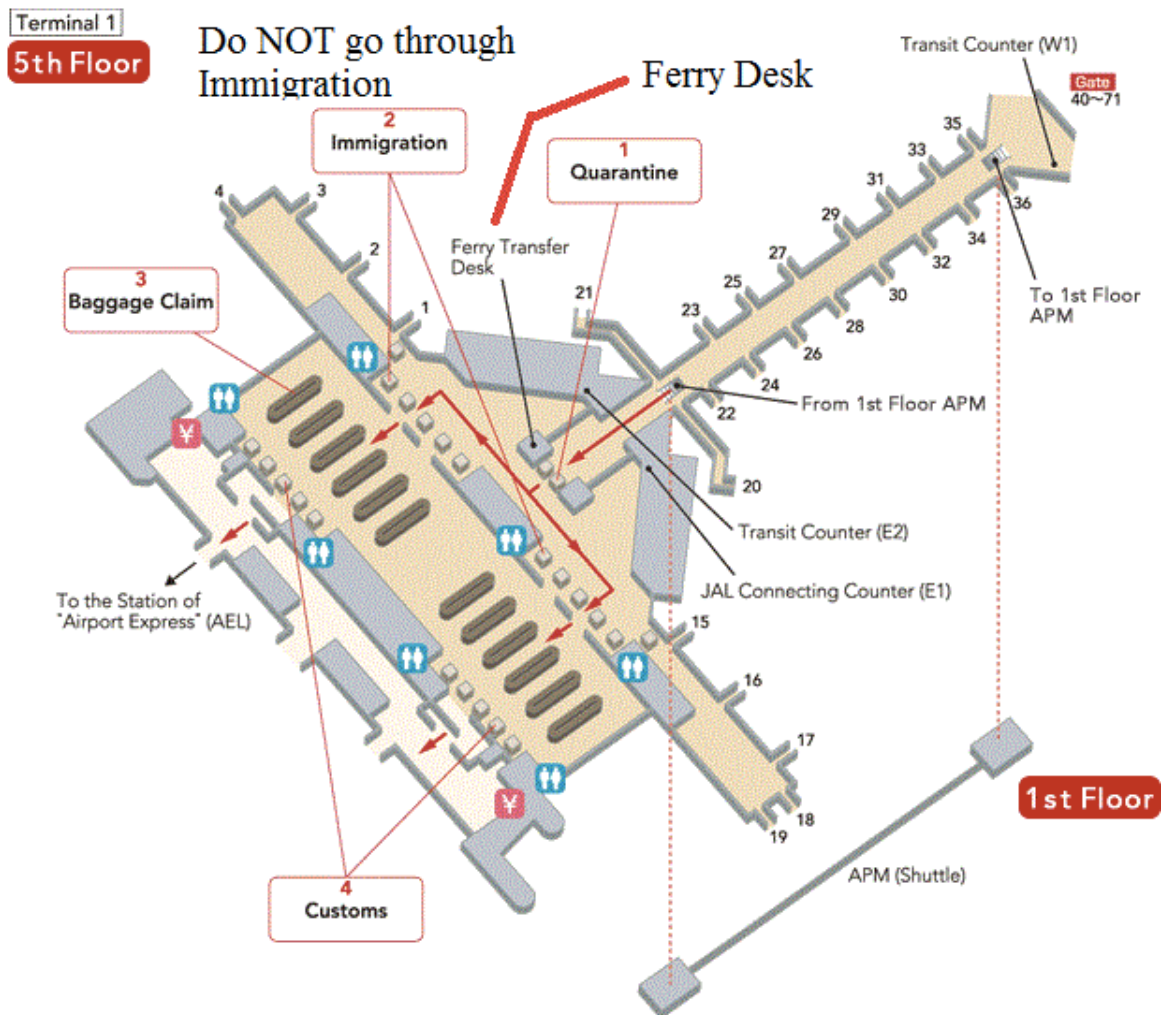 Terminal 1
5th Floor
Do NOT go through
Immigration
Ferry Desk
Transit Counter (W1)
Gate
40~71
2
Immigration
1
Quarantine
3
Baggage Claim
Ferry Transfer
Desk
4
3
2
1
21
23
25
27
29
31
33
35
36
34
32
30
28
26
24
22
20
To 1st Floor
APM
From 1st Floor APM
Transit Counter (E2)
JAL Connecting Counter (E1)
¥
To the Station of
"Airport Express" (AEL)
15
16
17
18
19
¥
1st Floor
APM (Shuttle)
4
Customs